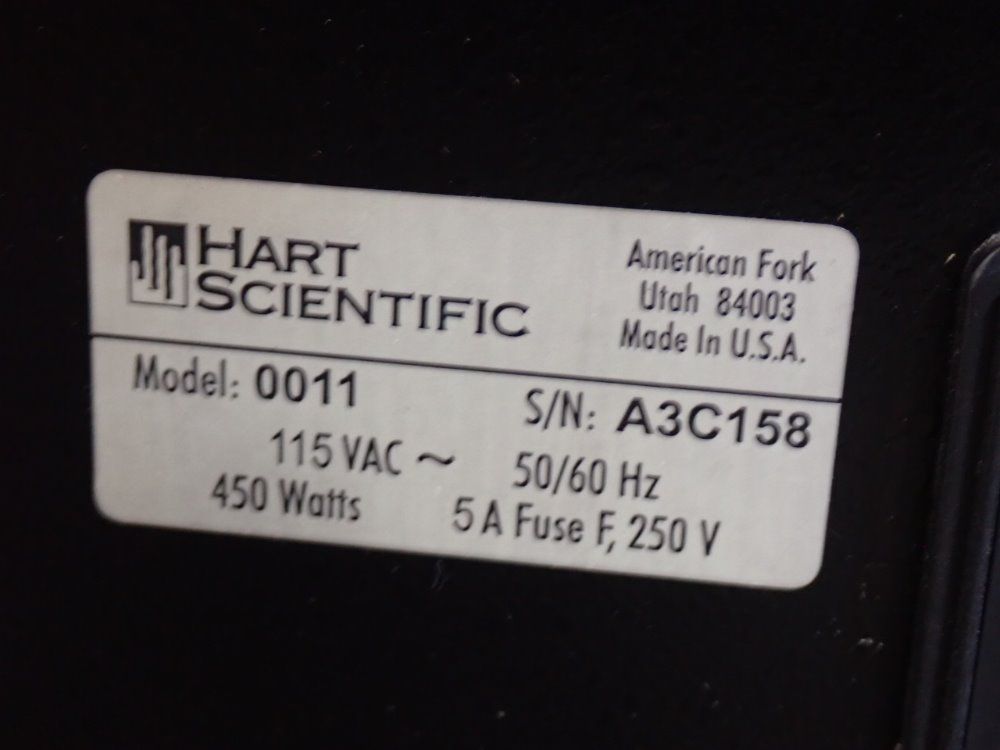 HART
SCIENTIFIC
American Fork
Utah 84003
Made In U.S.A.
Model: 0011
S/N: A3C158
115 VAC ~ 50/60 Hz
450 Watts 5 A Fuse F, 250 V